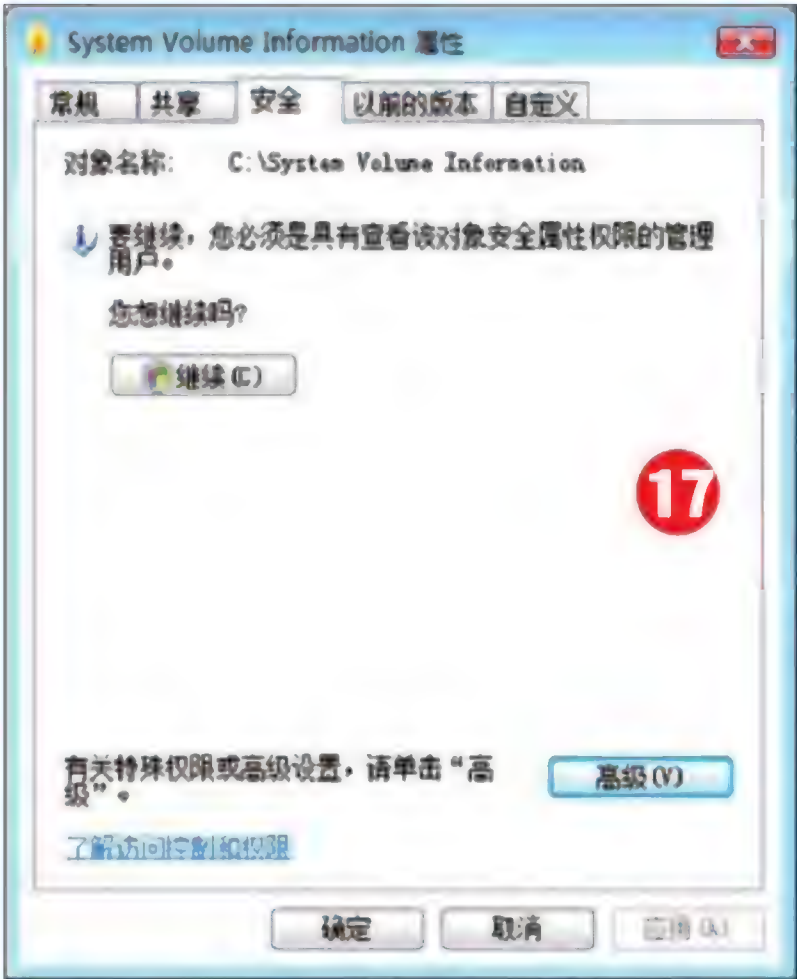 System Volume Information 属性
常规 共享 安全 以前的版本 自定义
对象名称: C:\System Volume Information
要继续，您必须是具有查看该对象安全属性权限的管理
用户。
您想继续吗?
继续(C)
17
有关特殊权限或高级设置，请单击“高
级”。
高级(V)
了解访问控制和权限
确定 取消 应用(A)